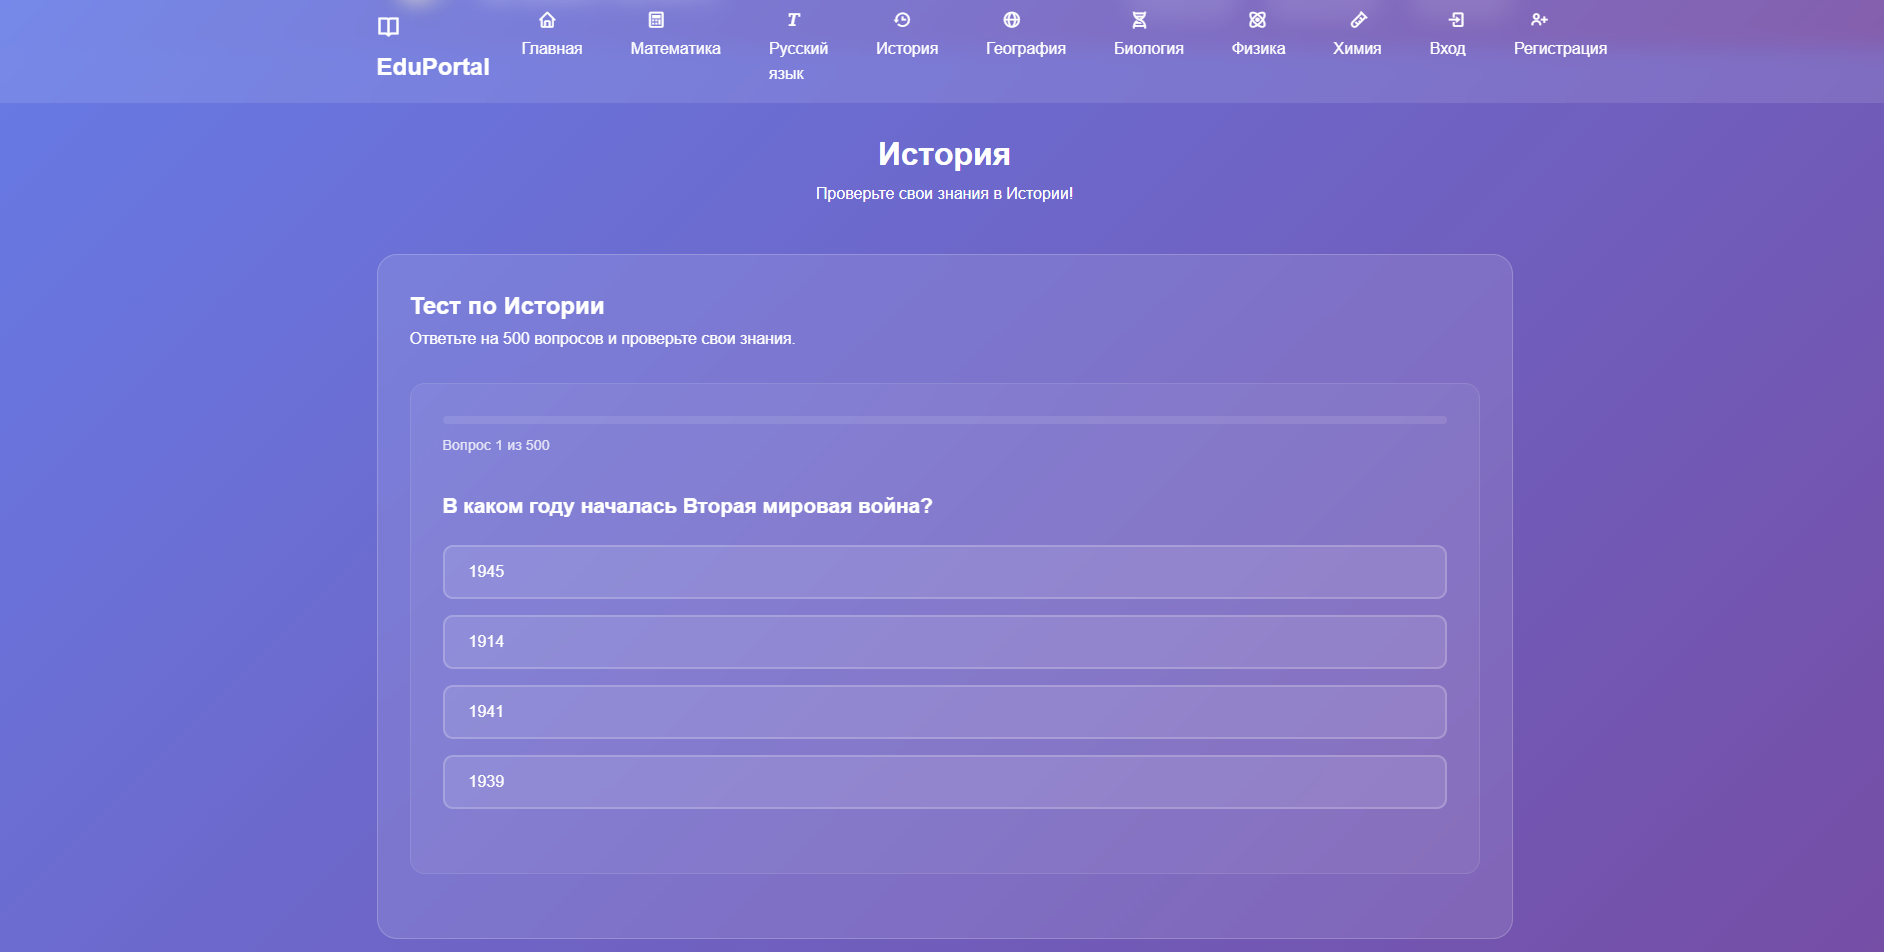 EduPortal
Главная
Математика
Русский
язык
История
География
Биология
Физика
Химия
Вход
Регистрация
История
Проверьте свои знания в Истории!
Тест по Истории
Ответьте на 500 вопросов и проверьте свои знания.
Вопрос 1 из 500
В каком году началась Вторая мировая война?
1945
1914
1941
1939